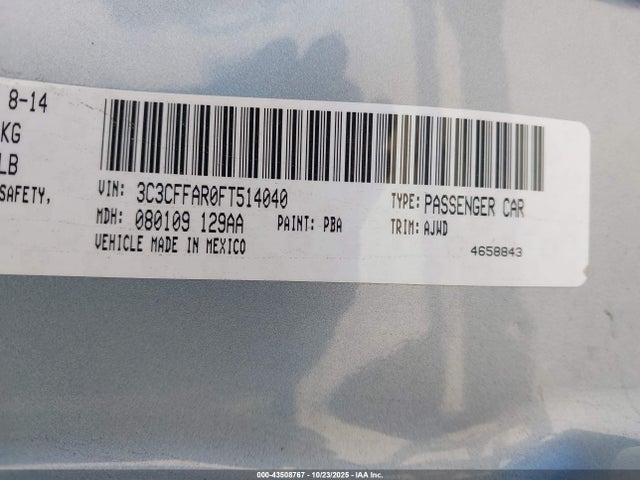 8-14
KG
LB
SAFETY,
VIN: 3C3CFFAR0FT514040
TYPE: PASSENGER CAR
MDH: 080109 129AA
PAINT: PBA
TRIM: AJWD
VEHICLE MADE IN MEXICO
4658843
000-43508767 - 10/23/2025 - IAA Inc.